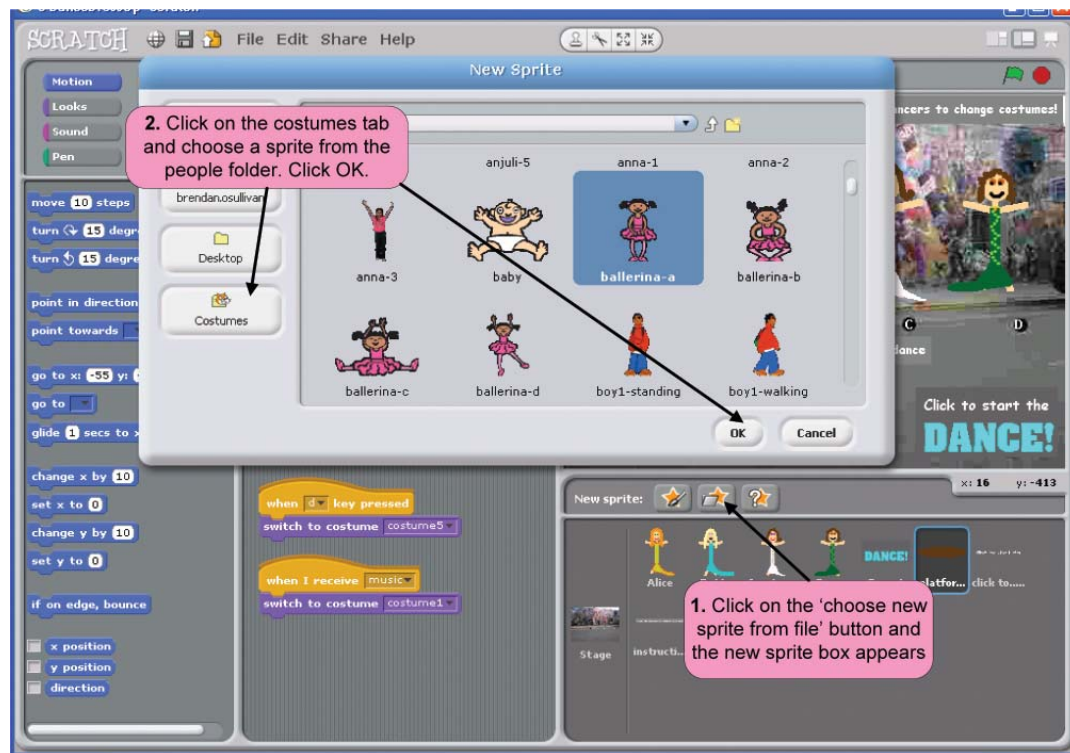 SCRATCH File Edit Share Help
New Sprite
Motion
Looks
Sound
Pen
2. Click on the costumes tab
and choose a sprite from the
people folder. Click OK.
brendan.osullivan
Desktop
Costumes
anjuli-5 anna-1 anna-2
anna-3 baby ballerina-a ballerina-b
ballerina-c ballerina-d boy1-standing boy1-walking
OK Cancel
ncers to change costumes!
C D
dance
Click to start the
DANCE!
x: 16 y: -413
move 10 steps
turn 15 degre
turn 15 degre
point in direction
point towards
go to x: -55 y:
go to
glide 1 secs to x
change x by 10
set x to 0
change y by 10
set y to 0
if on edge, bounce
x position
y position
direction
when d key pressed
switch to costume costume5
when I receive music
switch to costume costume1
New sprite:
Alice
DANCE!
platfor... click to.....
Stage instructi...
1. Click on the ‘choose new
sprite from file’ button and
the new sprite box appears